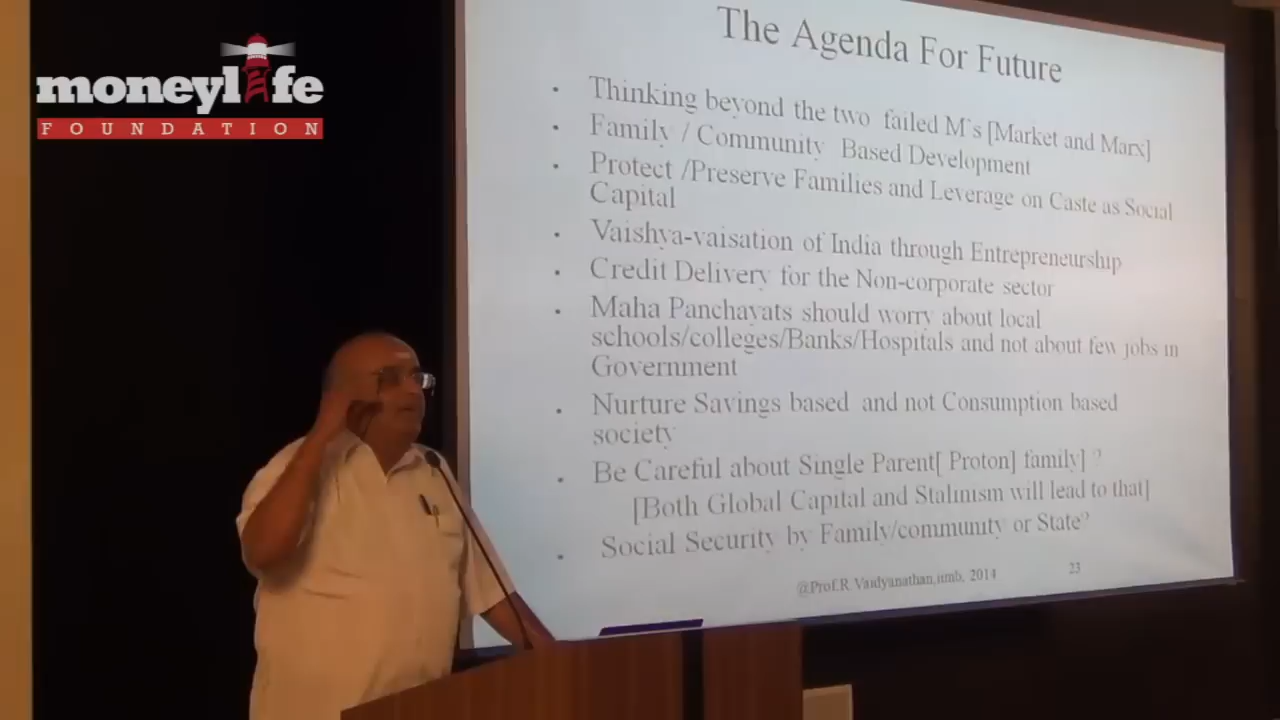 moneylife
FOUNDATION
The Agenda For Future
Thinking beyond the two failed M's [Market and Marx]
Family / Community Based Development
Protect /Preserve Families and Leverage on Caste as Social
Capital
Vaishya-vaisation of India through Entrepreneurship
Credit Delivery for the Non-corporate sector
Maha Panchayats should worry about local
schools/colleges/Banks/Hospitals and not about few jobs in
Government
Nurture Savings based and not Consumption based
society
Be Careful about Single Parent[ Proton] family] ?
[Both Global Capital and Stalinism will lead to that]
Social Security by Family/community or State?
@Prof.R. Vaidyanathan,iimb, 2014
23